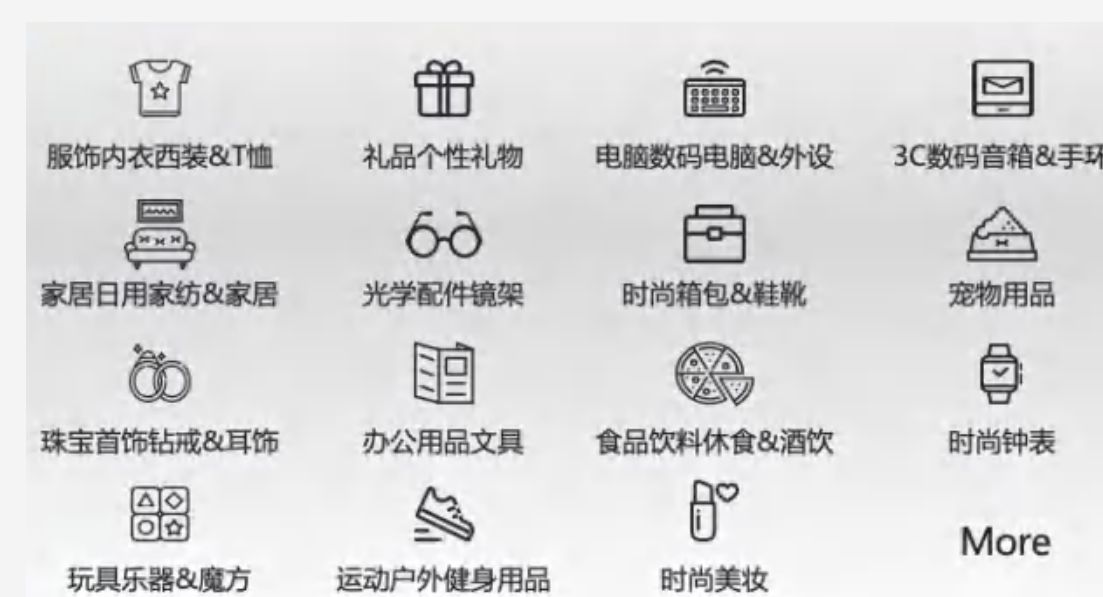 服饰内衣西装&T恤
礼品个性礼物
电脑数码电脑&外设
3C数码音箱&手环
家居日用家纺&家居
光学配件镜架
时尚箱包&鞋靴
宠物用品
珠宝首饰钻戒&耳饰
办公用品文具
食品饮料休食&酒饮
时尚钟表
玩具乐器&魔方
运动户外健身用品
时尚美妆
More